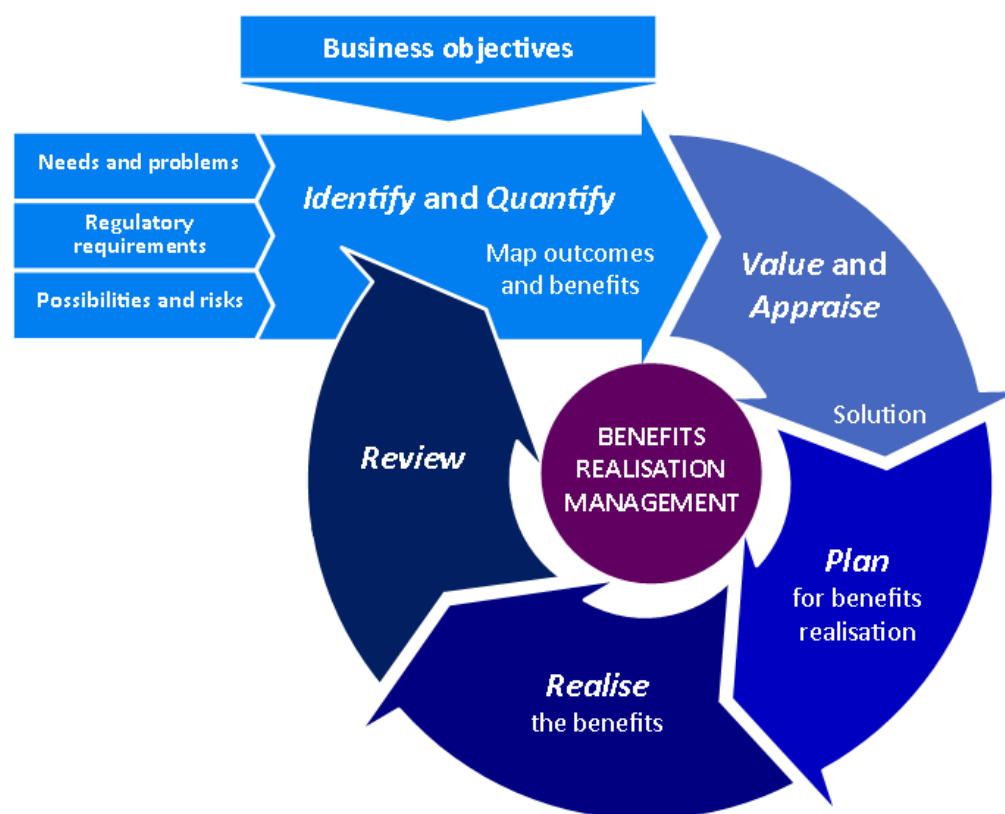 Business objectives
Needs and problems
Regulatory
requirements
Possibilities and risks
Identify and Quantify
Map outcomes
and benefits
Value and
Appraise
Solution
BENEFITS
REALISATION
MANAGEMENT
Plan
for benefits
realisation
Realise
the benefits
Review